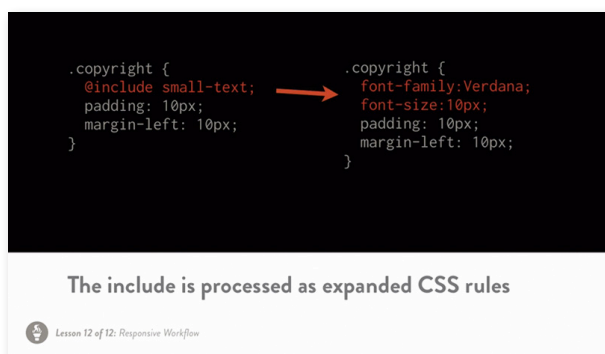 .copyright {
@include small-text;
padding: 10px;
margin-left: 10px;
}
.copyright {
font-family:Verdana;
font-size:10px;
padding: 10px;
margin-left: 10px;
}
The include is processed as expanded CSS rules
Lesson 12 of 12: Responsive Workflow